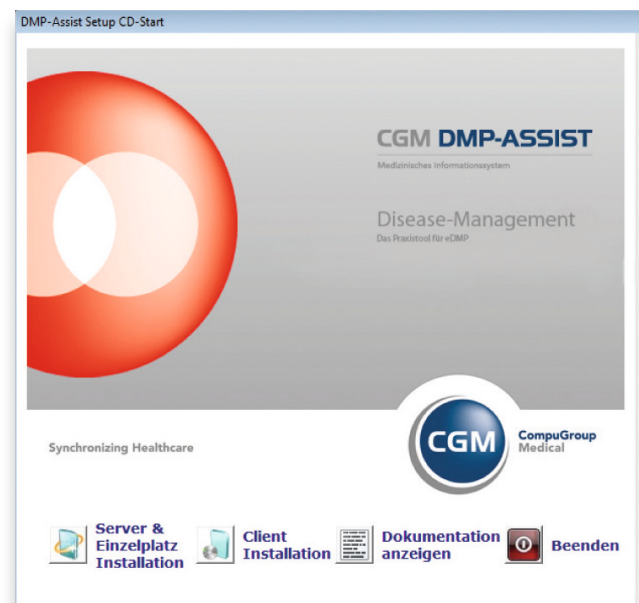 DMP-Assist Setup CD-Start
CGM DMP-ASSIST
Medizinisches Informationssystem
Disease-Management
Das Praxistool für eDMP
Synchronizing Healthcare
CGM
CompuGroup
Medical
Server &
Einzelplatz
Installation
Client
Installation
Dokumentation
anzeigen
Beenden